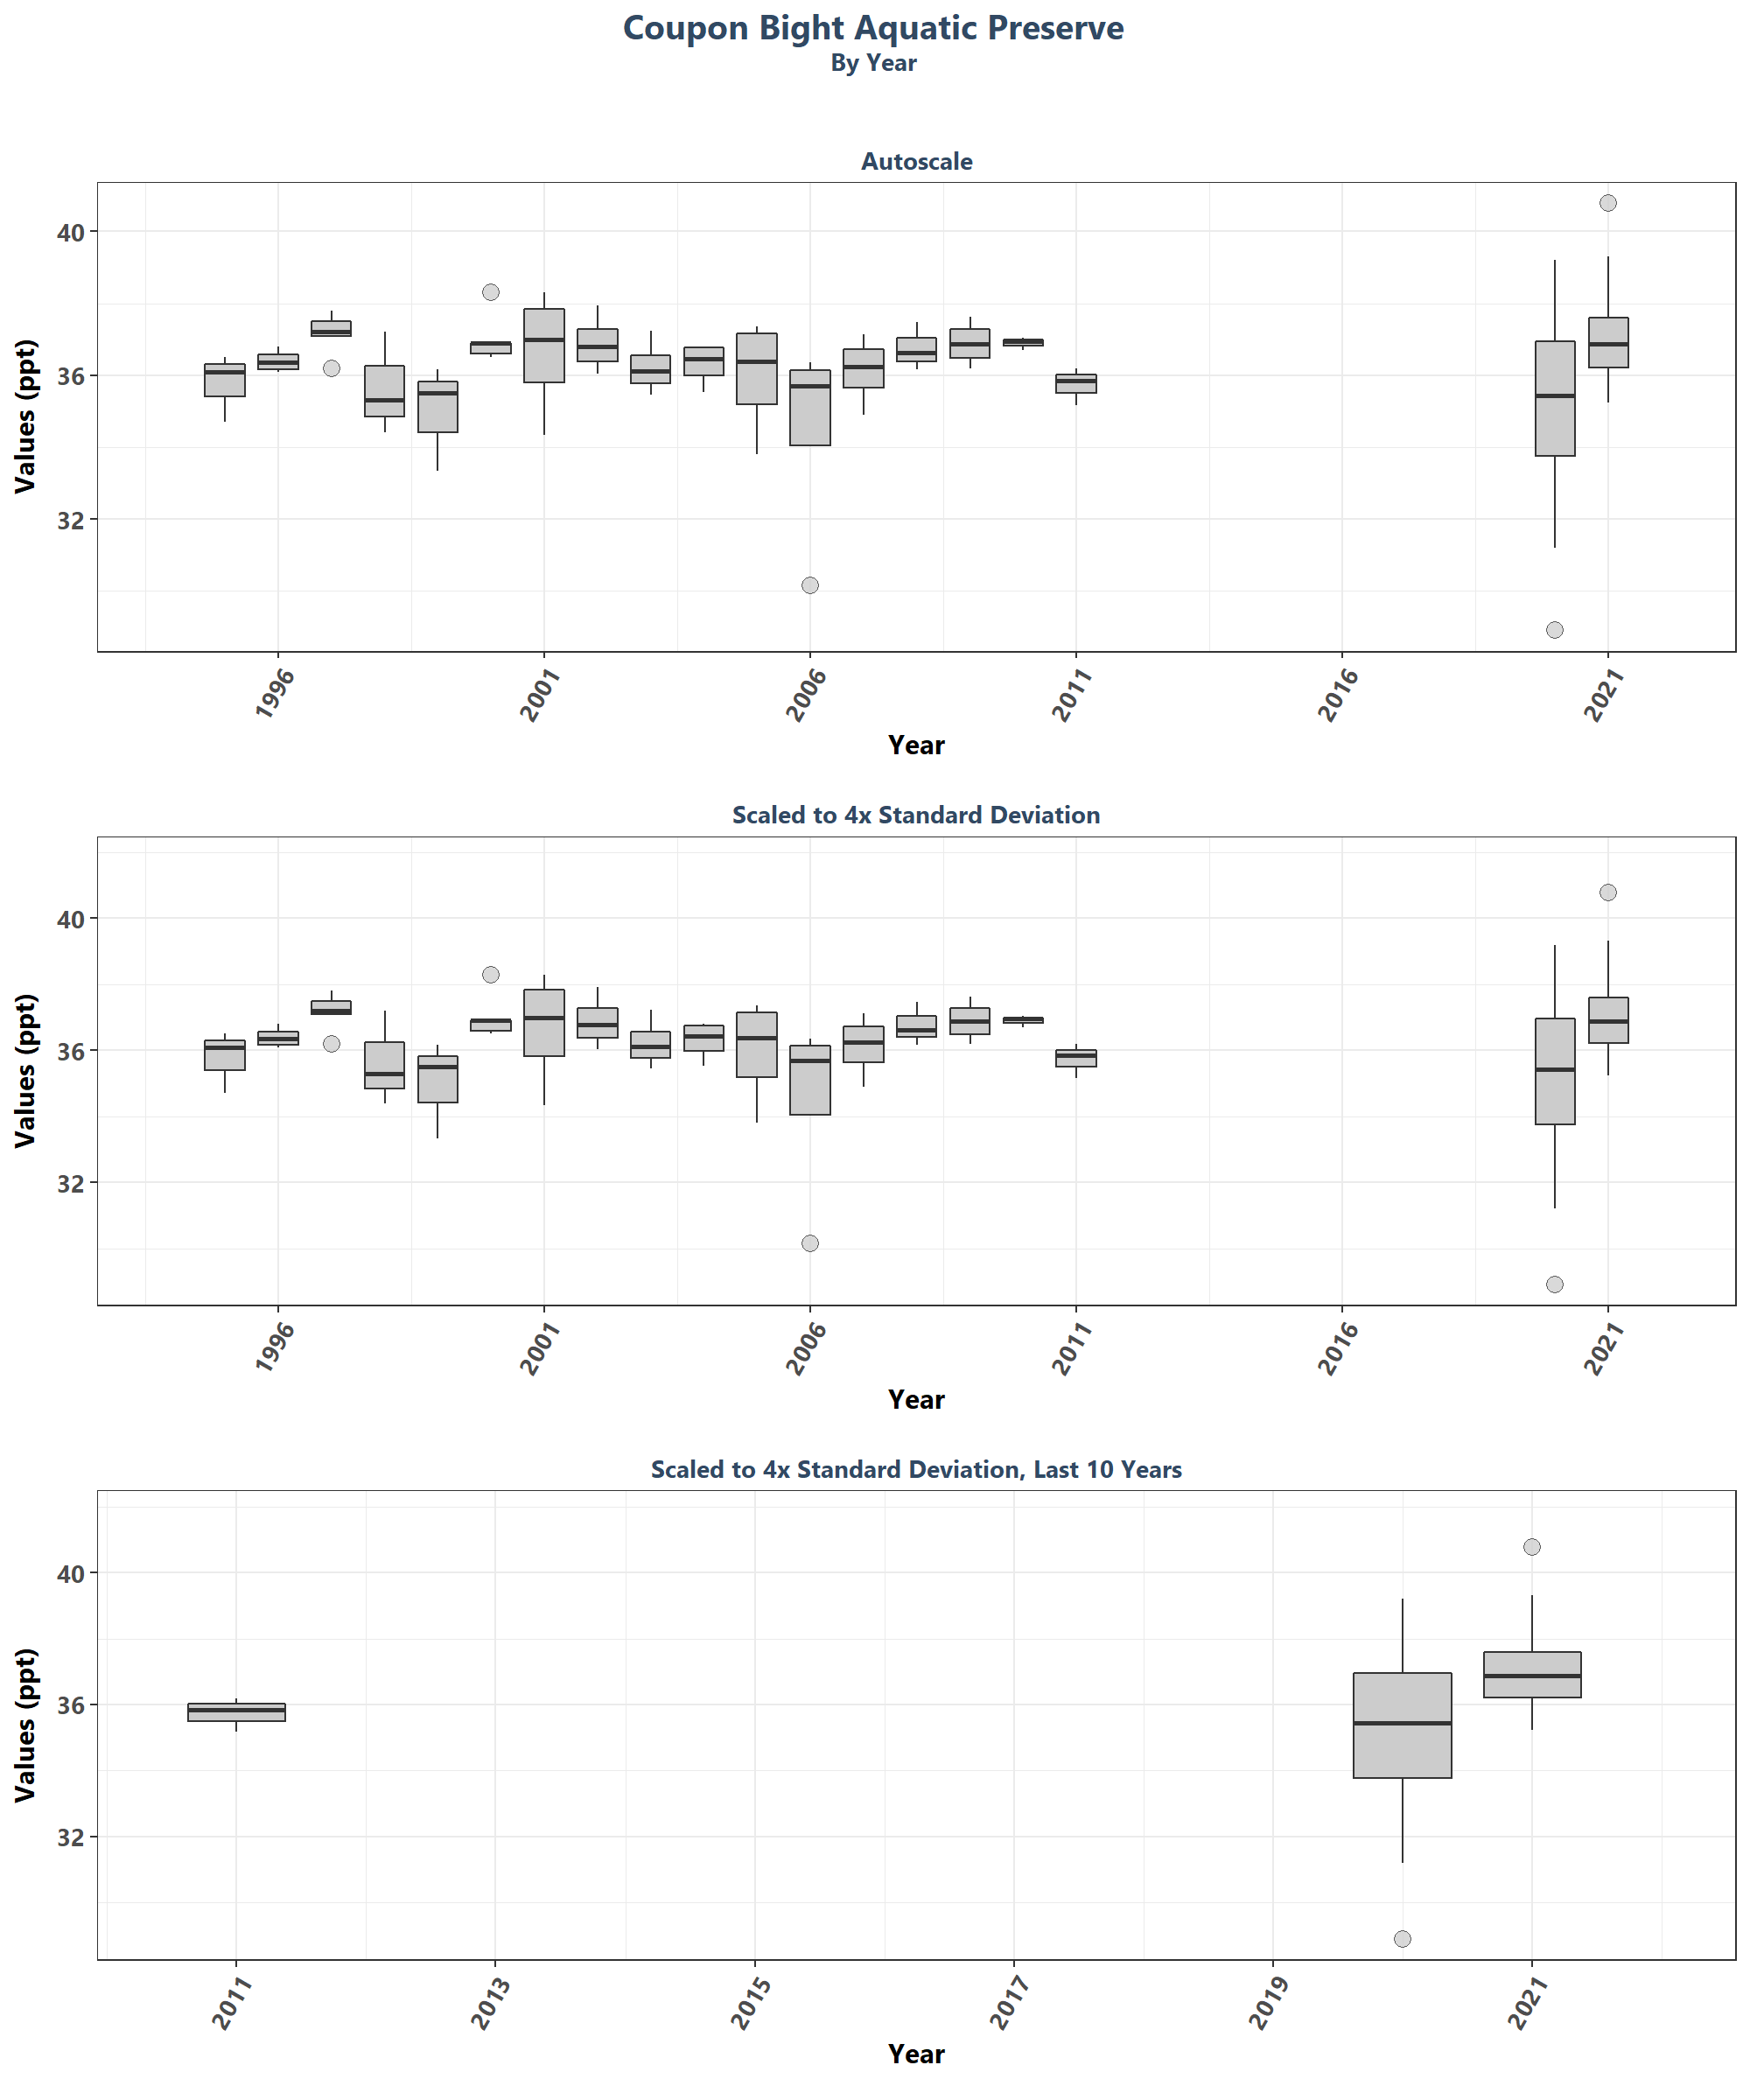 Coupon Bight Aquatic Preserve
By Year
Autoscale
Values (ppt)
40
36
32
1996
2001
2006
2011
2016
2021
Year
Scaled to 4x Standard Deviation
Values (ppt)
40
36
32
1996
2001
2006
2011
2016
2021
Year
Scaled to 4x Standard Deviation, Last 10 Years
Values (ppt)
40
36
32
2011
2013
2015
2017
2019
2021
Year